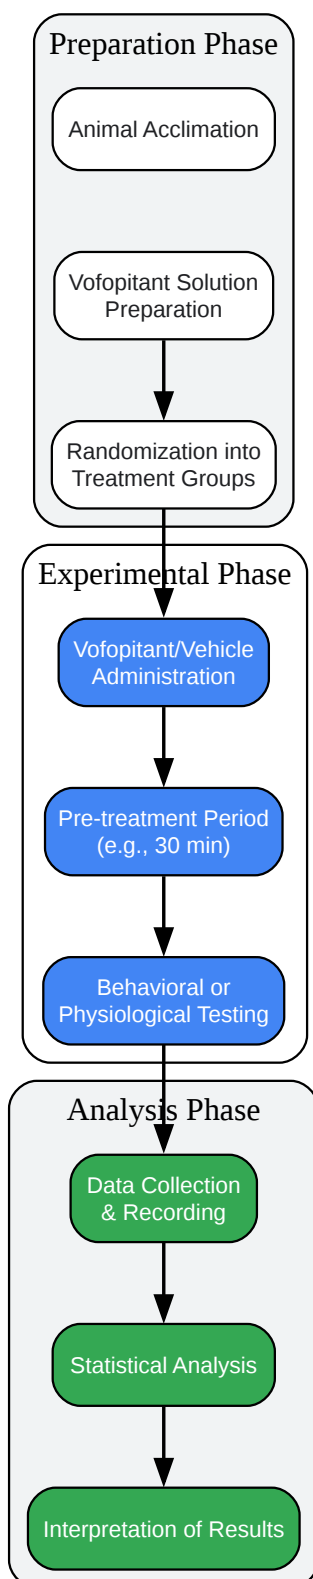 Preparation Phase
Animal Acclimation
Vofopitant Solution
Preparation
Randomization into
Treatment Groups
Experimental Phase
Vofopitant/Vehicle
Administration
Pre-treatment Period
(e.g., 30 min)
Behavioral or
Physiological Testing
Analysis Phase
Data Collection
& Recording
Statistical Analysis
Interpretation of Results